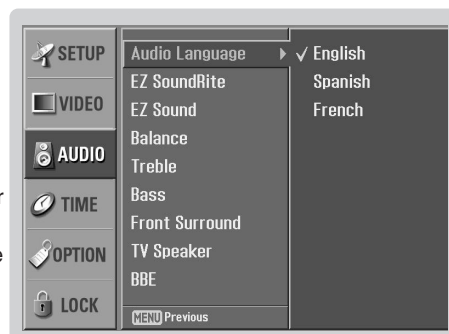 SETUP
VIDEO
AUDIO
TIME
OPTION
LOCK
Audio Language
EZ SoundRite
EZ Sound
Balance
Treble
Bass
Front Surround
TV Speaker
BBE
MENU Previous
✓ English
Spanish
French
r
e